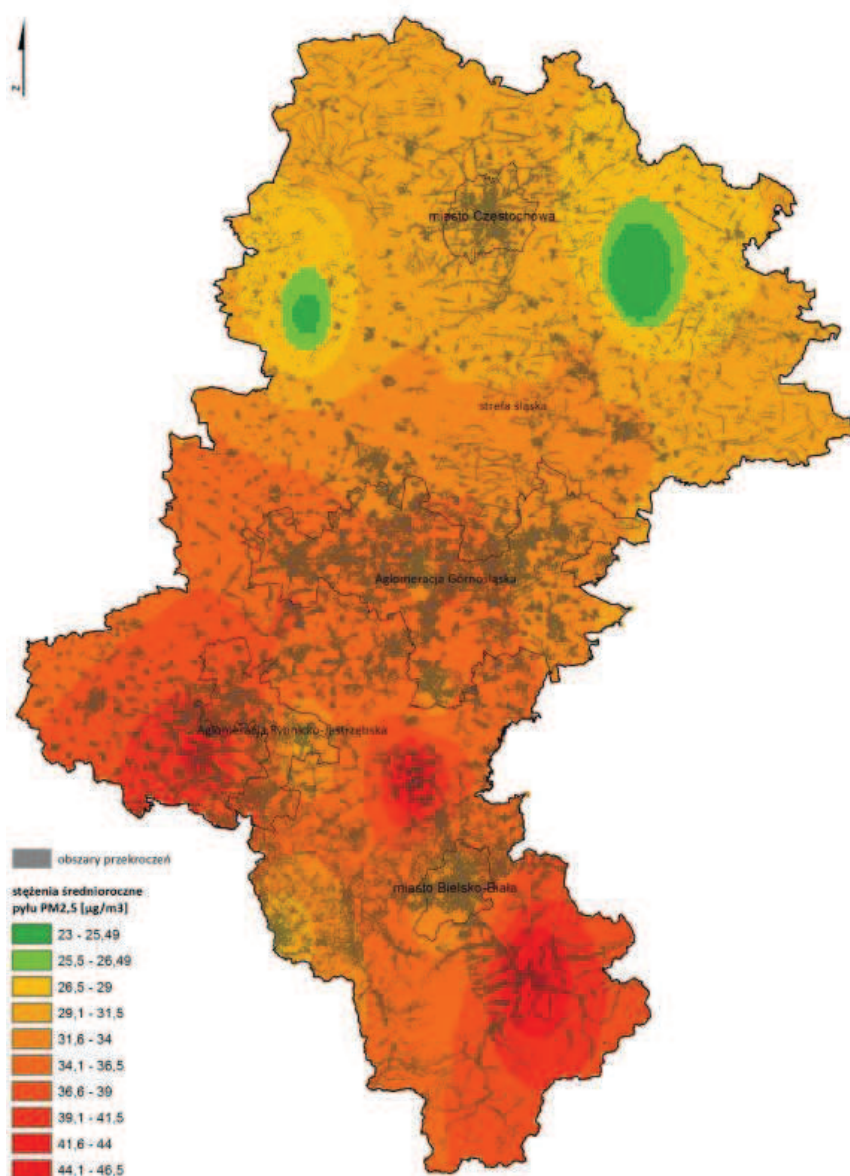 z
miasto Częstochowa
strefa śląska
Aglomeracja Górnośląska
Aglomeracja Rybnicko-Jastrzębska
miasto Bielsko-Biała
obszary przekroczeń
stężenia średnioroczne
pyłu PM2,5 [µg/m3]
23 - 25,49
25,5 - 26,49
26,5 - 29
29,1 - 31,5
31,6 - 34
34,1 - 36,5
36,6 - 39
39,1 - 41,5
41,6 - 44
44,1 - 46,5